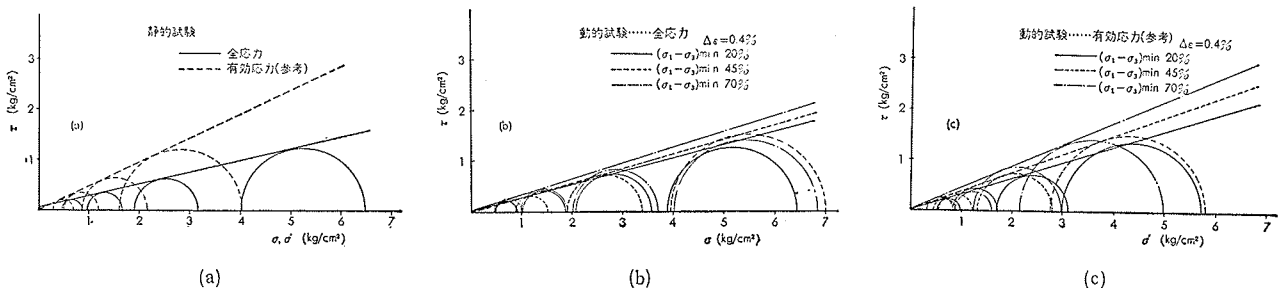 静的試験
全応力
有効応力(参考)
3
2
1
τ (kg/cm²)
(a)
0 1 2 3 4 5 6 7
σ, σ' (kg/cm²)
(a)
動的試験……全応力
Δε=0.4%
(σ₁−σ₃)min 20%
(σ₁−σ₃)min 45%
(σ₁−σ₃)min 70%
3
2
1
τ (kg/cm²)
(b)
0 1 2 3 4 5 6 7
σ (kg/cm²)
(b)
動的試験……有効応力(参考)
Δε=0.4%
(σ₁−σ₃)min 20%
(σ₁−σ₃)min 45%
(σ₁−σ₃)min 70%
3
2
1
τ (kg/cm²)
(c)
0 1 2 3 4 5 6 7
σ' (kg/cm²)
(c)